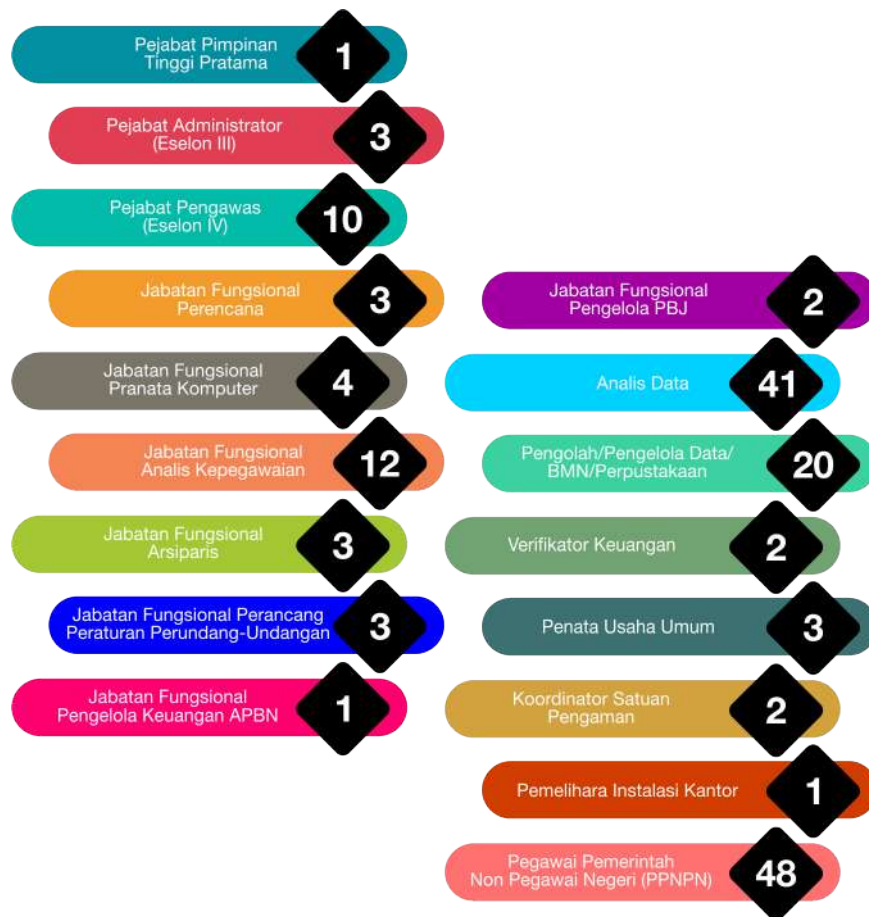 Pejabat Pimpinan
Tinggi Pratama
1
Pejabat Administrator
(Eselon III)
3
Pejabat Pengawas
(Eselon IV)
10
Jabatan Fungsional
Perencana
3
Jabatan Fungsional
Pranata Komputer
4
Jabatan Fungsional
Analis Kepegawaian
12
Jabatan Fungsional
Arsiparis
3
Jabatan Fungsional Perancang
Peraturan Perundang-Undangan
3
Jabatan Fungsional
Pengelola Keuangan APBN
1
Jabatan Fungsional
Pengelola PBJ
2
Analis Data
41
Pengolah/Pengelola Data/
BMN/Perpustakaan
20
Verifikator Keuangan
2
Penata Usaha Umum
3
Koordinator Satuan
Pengaman
2
Pemelihara Instalasi Kantor
1
Pegawai Pemerintah
Non Pegawai Negeri (PPNPN)
48